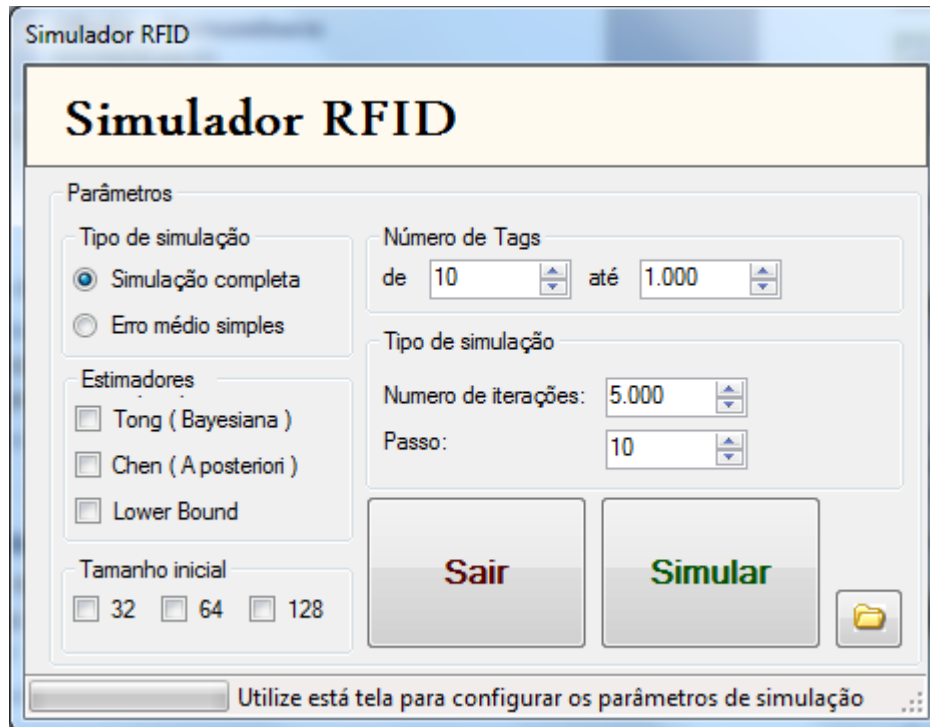 Simulador RFID
Simulador RFID
Parâmetros
Tipo de simulação
Simulação completa
Erro médio simples
Número de Tags
de 10 até 1.000
Tipo de simulação
Numero de iterações: 5.000
Passo: 10
Estimadores
Tong ( Bayesiana )
Chen ( A posteriori )
Lower Bound
Tamanho inicial
32 64 128
Sair
Simular
Utilize está tela para configurar os parâmetros de simulação